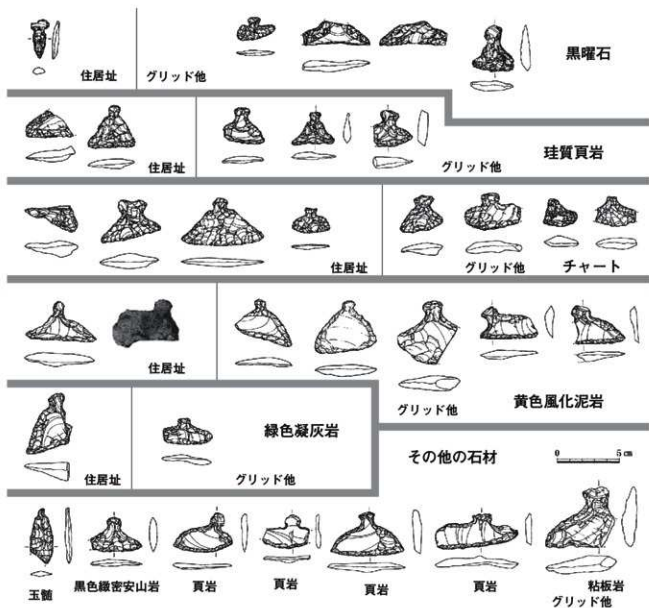 住居址
グリッド他
黒曜石
住居址
グリッド他
珪質頁岩
住居址
グリッド他
チャート
住居址
グリッド他
黄色風化泥岩
住居址
グリッド他
緑色凝灰岩
その他の石材
0 5㎝
玉髄
黒色緻密安山岩
頁岩
頁岩
頁岩
頁岩
粘板岩
グリッド他